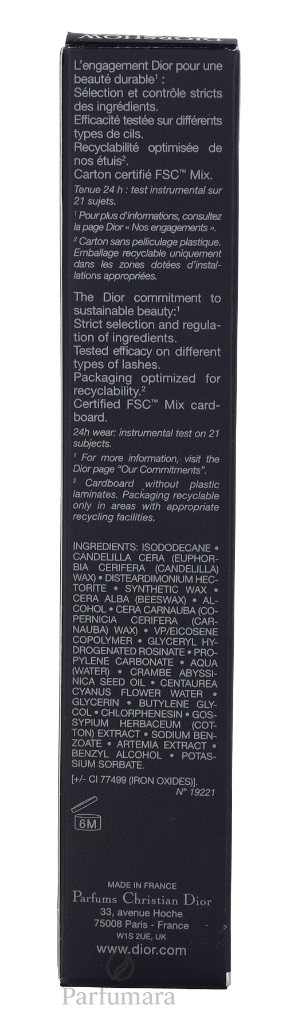 DIORSHOW
L'engagement Dior pour une
beauté durable¹ :
Sélection et contrôle stricts
des ingrédients.
Efficacité testée sur différents
types de cils.
Recyclabilité optimisée de
nos étuis².
Carton certifié FSC™ Mix.
Tenue 24 h : test instrumental sur
21 sujets.
¹ Pour plus d'informations, consultez
la page Dior « Nos engagements ».
² Carton sans pelliculage plastique.
Emballage recyclable uniquement
dans les zones dotées d'instal-
lations appropriées.
The Dior commitment to
sustainable beauty:¹
Strict selection and regula-
tion of ingredients.
Tested efficacy on different
types of lashes.
Packaging optimized for
recyclability.²
Certified FSC™ Mix card-
board.
24h wear: instrumental test on 21
subjects.
¹ For more information, visit the
Dior page "Our Commitments".
² Cardboard without plastic
laminates. Packaging recyclable
only in areas with appropriate
recycling facilities.
INGREDIENTS: ISODODECANE •
CANDELILLA CERA (EUPHOR-
BIA CERIFERA (CANDELILLA)
WAX) • DISTEARDIMONIUM HEC-
TORITE • SYNTHETIC WAX •
CERA ALBA (BEESWAX) • AL-
COHOL • CERA CARNAUBA (CO-
PERNICIA CERIFERA (CAR-
NAUBA) WAX) • VP/EICOSENE
COPOLYMER • GLYCERYL HY-
DROGENATED ROSINATE • PRO-
PYLENE CARBONATE • AQUA
(WATER) • CRAMBE ABYSSI-
NICA SEED OIL • CENTAUREA
CYANUS FLOWER WATER •
GLYCERIN • BUTYLENE GLY-
COL • CHLORPHENESIN • GOS-
SYPIUM HERBACEUM (COT-
TON) EXTRACT • SODIUM BEN-
ZOATE • ARTEMIA EXTRACT •
BENZYL ALCOHOL • POTAS-
SIUM SORBATE.
[+/- CI 77499 (IRON OXIDES)].
N° 19221
6M
MADE IN FRANCE
Parfums Christian Dior
33, avenue Hoche
75008 Paris - France
W1S 2UE, UK
www.dior.com
Parfumara